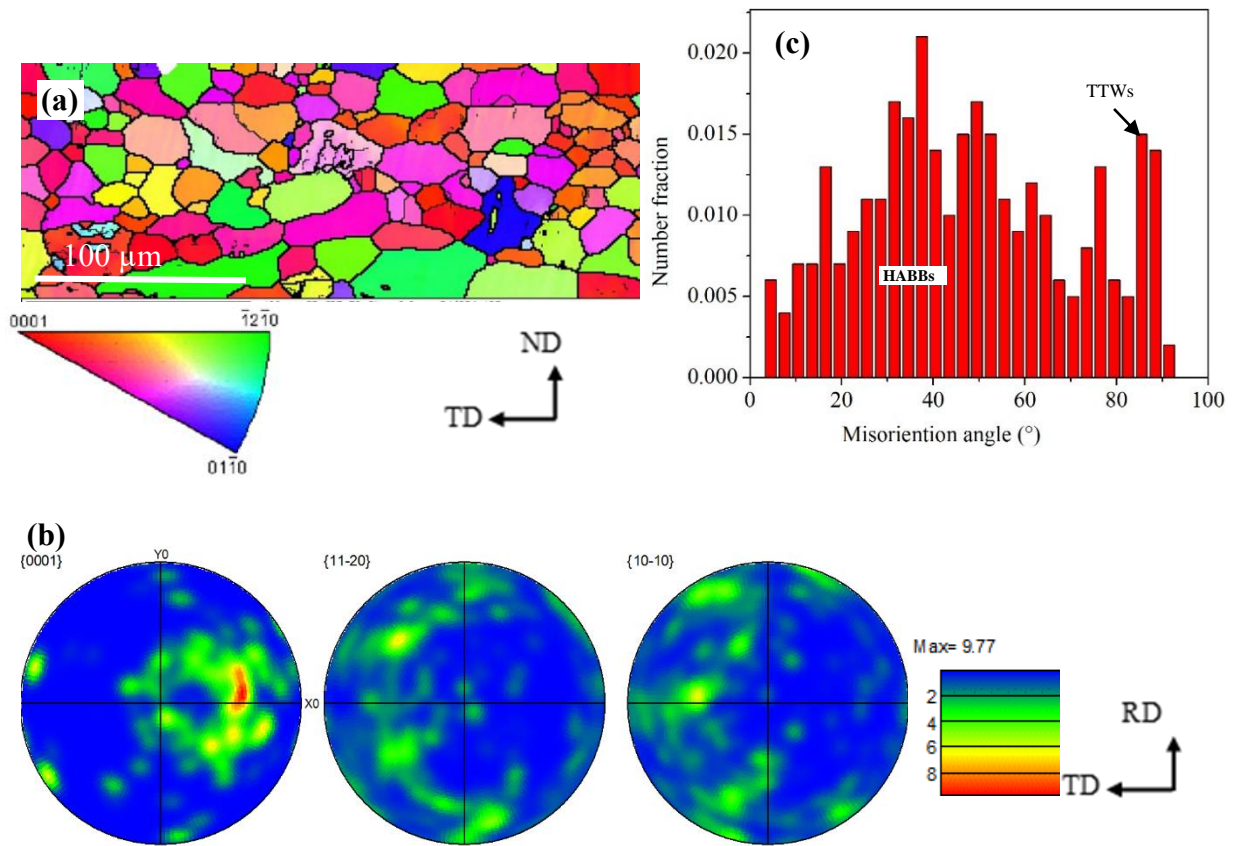 (a)
100 μm
0001
1̄21̄0
011̄0
ND
TD
(c)
0.020
0.015
0.010
0.005
0.000
Number fraction
TTWs
HABBs
0
20
40
60
80
100
Misoriention angle (°)
(b)
{0001}
Y0
X0
{11-20}
{10-10}
Max= 9.77
2
4
6
8
RD
TD